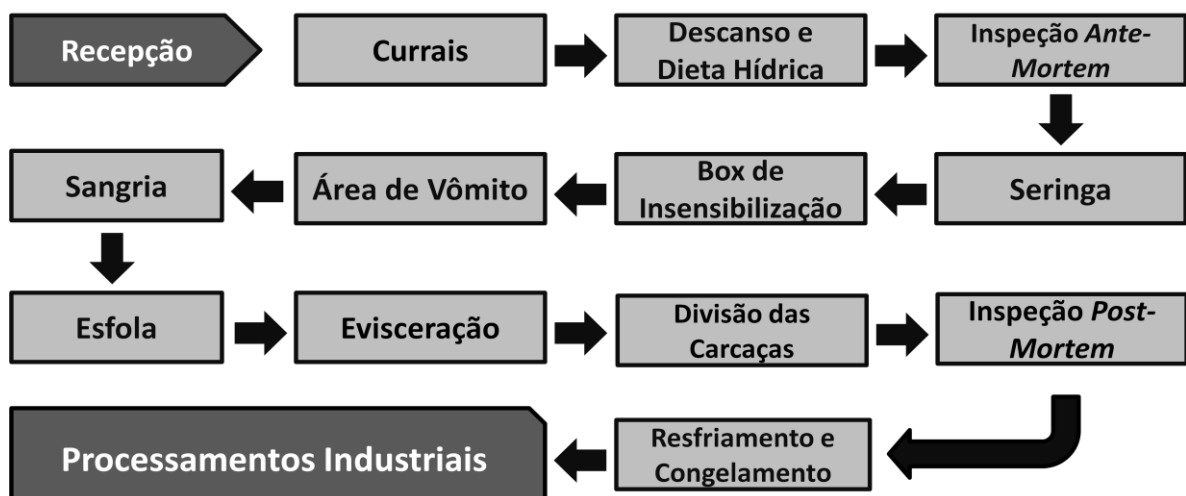 Recepção
Currais
Descanso e
Dieta Hídrica
Inspeção Ante-
Mortem
Seringa
Box de
Insensibilização
Área de Vômito
Sangria
Esfola
Evisceração
Divisão das
Carcaças
Inspeção Post-
Mortem
Resfriamento e
Congelamento
Processamentos Industriais